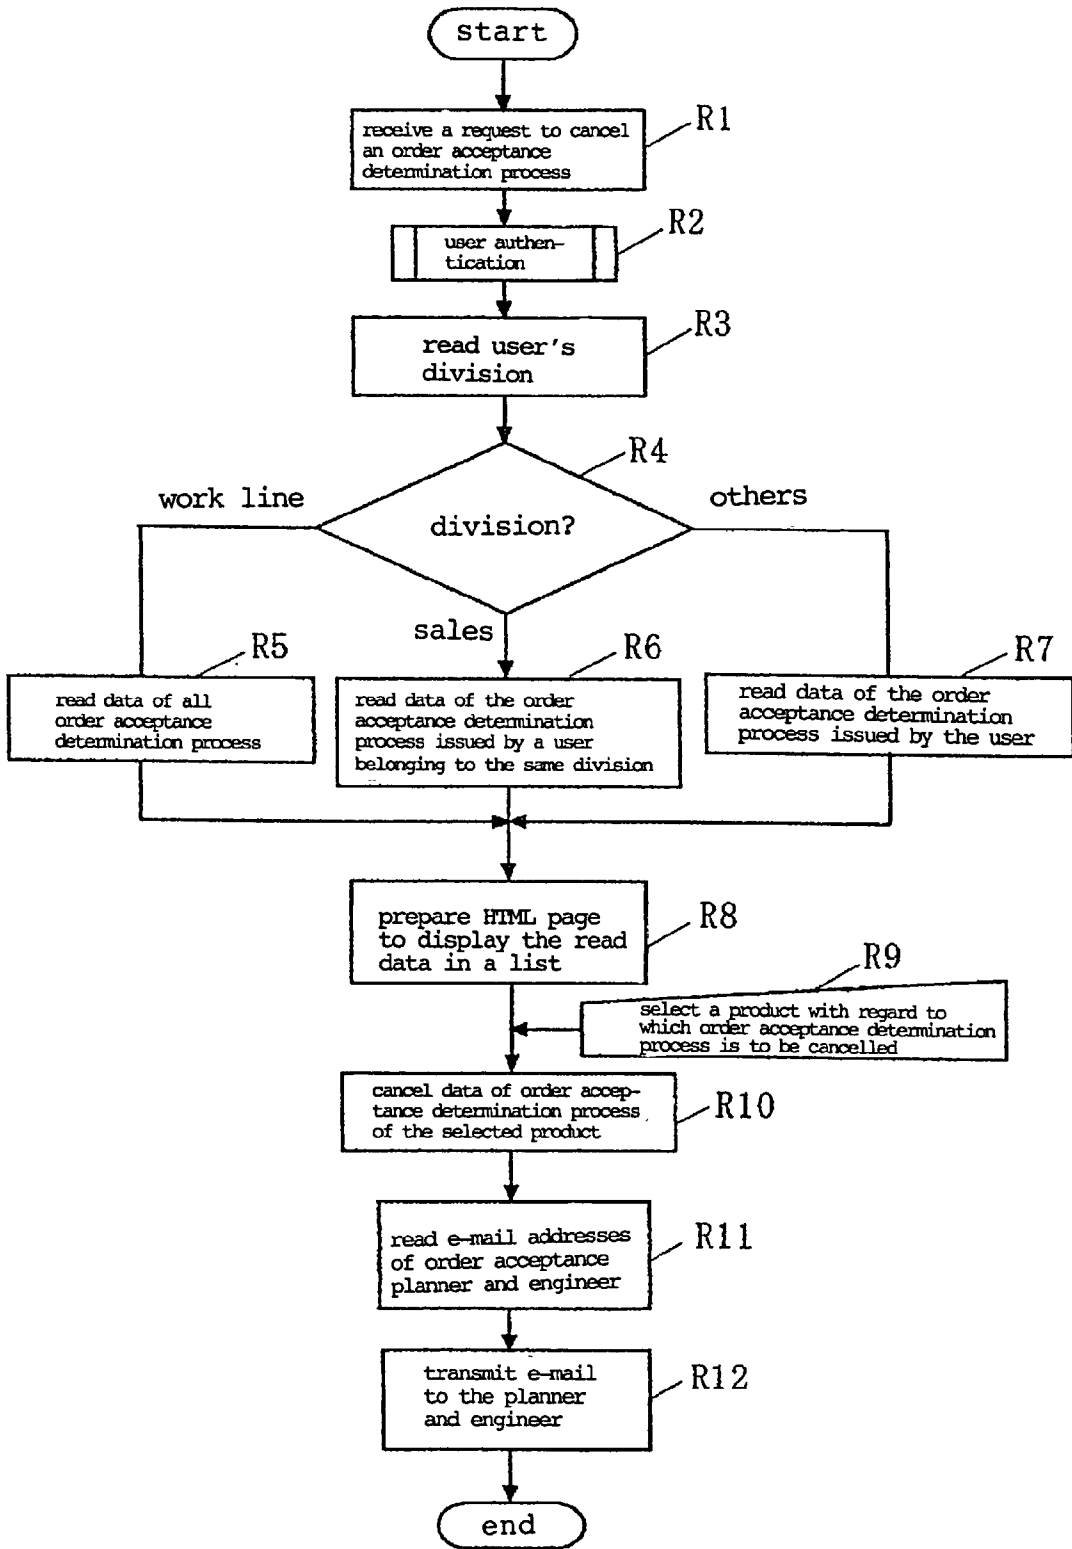 start
receive a request to cancel
an order acceptance
determination process
R1
user authen-
tication
R2
read user's
division
R3
division?
R4
work line
others
sales
R5
read data of all
order acceptance
determination process
R6
read data of the order
acceptance determination
process issued by a user
belonging to the same division
R7
read data of the order
acceptance determination
process issued by the user
prepare HTML page
to display the read
data in a list
R8
R9
select a product with regard to
which order acceptance determination
process is to be cancelled
cancel data of order accep-
tance determination process
of the selected product
R10
read e-mail addresses
of order acceptance
planner and engineer
R11
transmit e-mail
to the planner
and engineer
R12
end